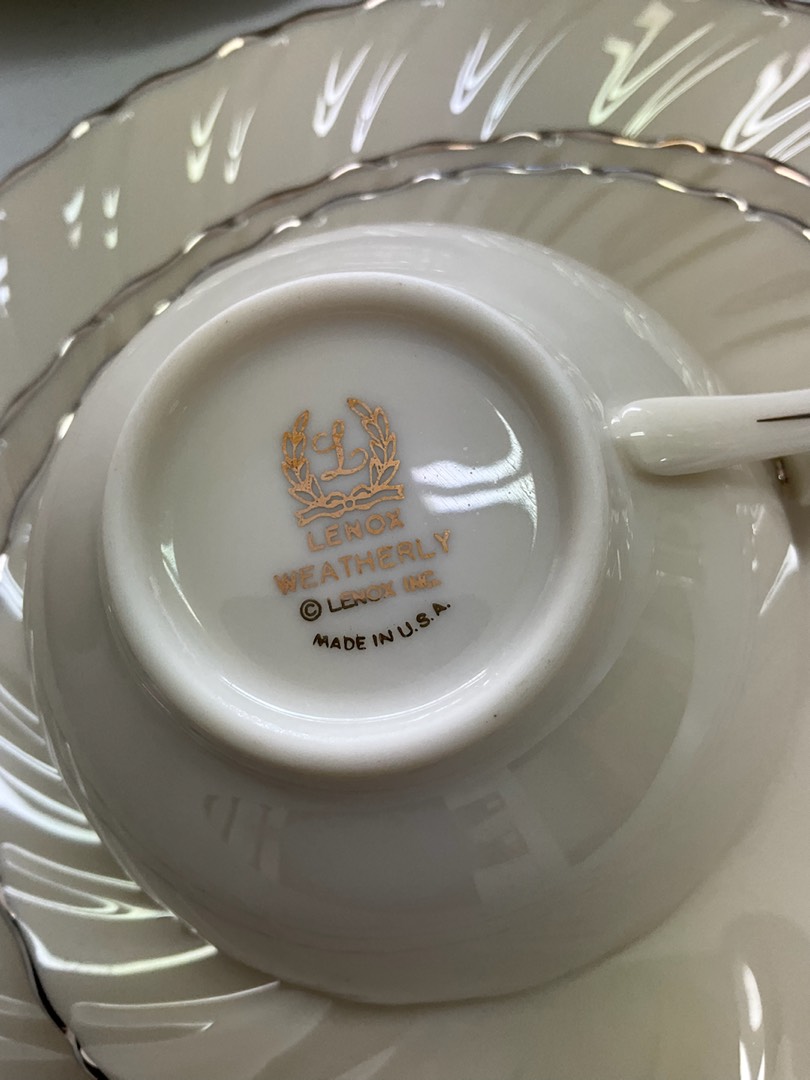 L
LENOX
WEATHERLY
© LENOX INC.
MADE IN U.S.A.